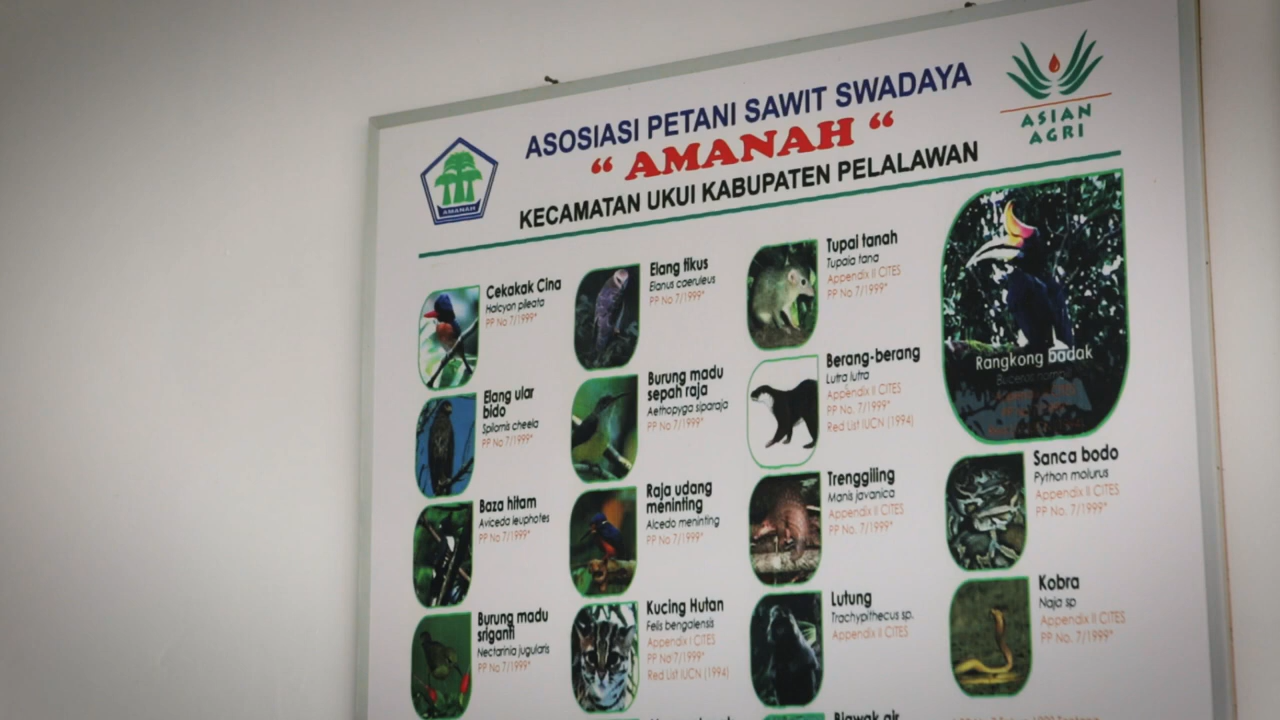 ASOSIASI PETANI SAWIT SWADAYA
“ AMANAH “
KECAMATAN UKUI KABUPATEN PELALAWAN
AMANAH
ASIAN
AGRI
Cekakak Cina
Halcyon pileata
PP No 7/1999*
Elang ular
bido
Spilornis cheela
PP No 7/1999*
Baza hitam
Aviceda leuphotes
PP No 7/1999*
Burung madu
sriganti
Nectarinia jugularis
PP No 7/1999*
Elang tikus
Elanus caeruleus
PP No 7/1999*
Burung madu
sepah raja
Aethopyga siparaja
PP No 7/1999*
Raja udang
meninting
Alcedo meninting
PP No 7/1999*
Kucing Hutan
Felis bengalensis
Appendix I CITES
PP No 7/1999*
Red List IUCN (1994)
Tupai tanah
Tupaia tana
Appendix II CITES
PP No 7/1999*
Berang-berang
Lutra lutra
Appendix II CITES
PP No. 7/1999*
Red List IUCN (1994)
Trenggiling
Manis javanica
Appendix II CITES
PP No. 7/1999*
Lutung
Trachypithecus sp.
Appendix II CITES
Biawak air
Rangkong badak
Sanca bodo
Python molurus
Appendix II CITES
PP No. 7/1999*
Kobra
Naja sp
Appendix II CITES
PP No. 7/1999*